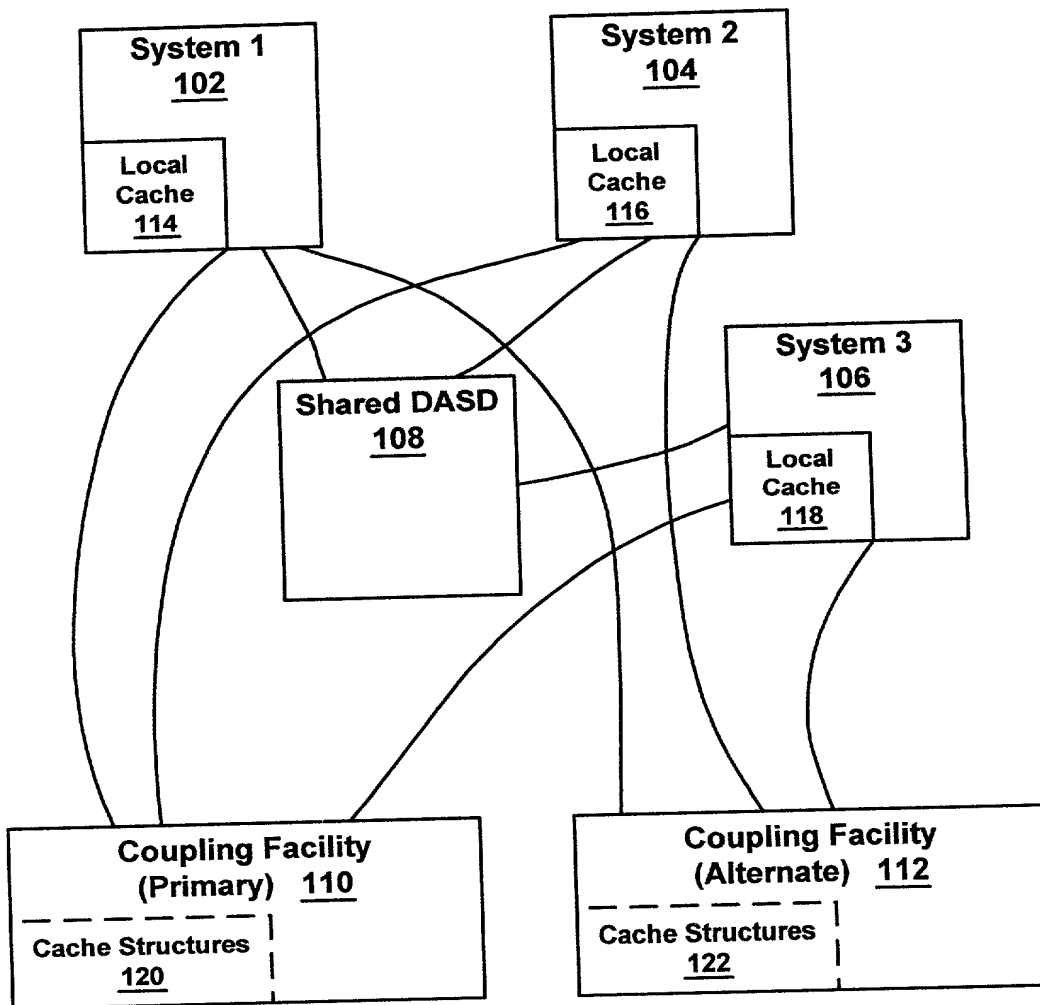 System 1
102
Local
Cache
114
System 2
104
Local
Cache
116
System 3
106
Local
Cache
118
Shared DASD
108
Coupling Facility
(Primary) 110
Cache Structures
120
Coupling Facility
(Alternate) 112
Cache Structures
122